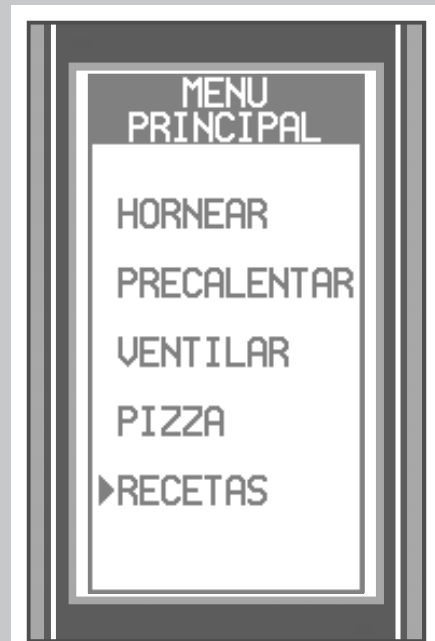 MENU
PRINCIPAL
HORNEAR
PRECALENTAR
VENTILAR
PIZZA
RECETAS